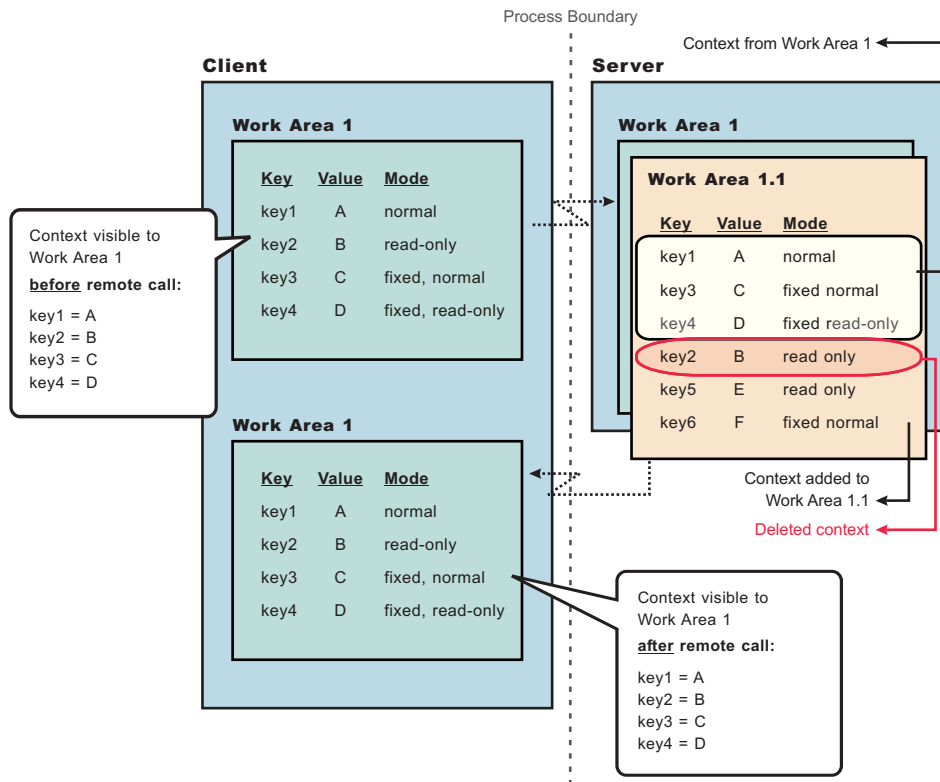 Process Boundary
Context from Work Area 1
Client
Server
Work Area 1
Key Value Mode
key1 A normal
key2 B read-only
key3 C fixed, normal
key4 D fixed, read-only
Context visible to
Work Area 1
before remote call:
key1 = A
key2 = B
key3 = C
key4 = D
Work Area 1
Work Area 1.1
Key Value Mode
key1 A normal
key3 C fixed normal
key4 D fixed read-only
key2 B read only
key5 E read only
key6 F fixed normal
Context added to
Work Area 1.1
Deleted context
Work Area 1
Key Value Mode
key1 A normal
key2 B read-only
key3 C fixed, normal
key4 D fixed, read-only
Context visible to
Work Area 1
after remote call:
key1 = A
key2 = B
key3 = C
key4 = D